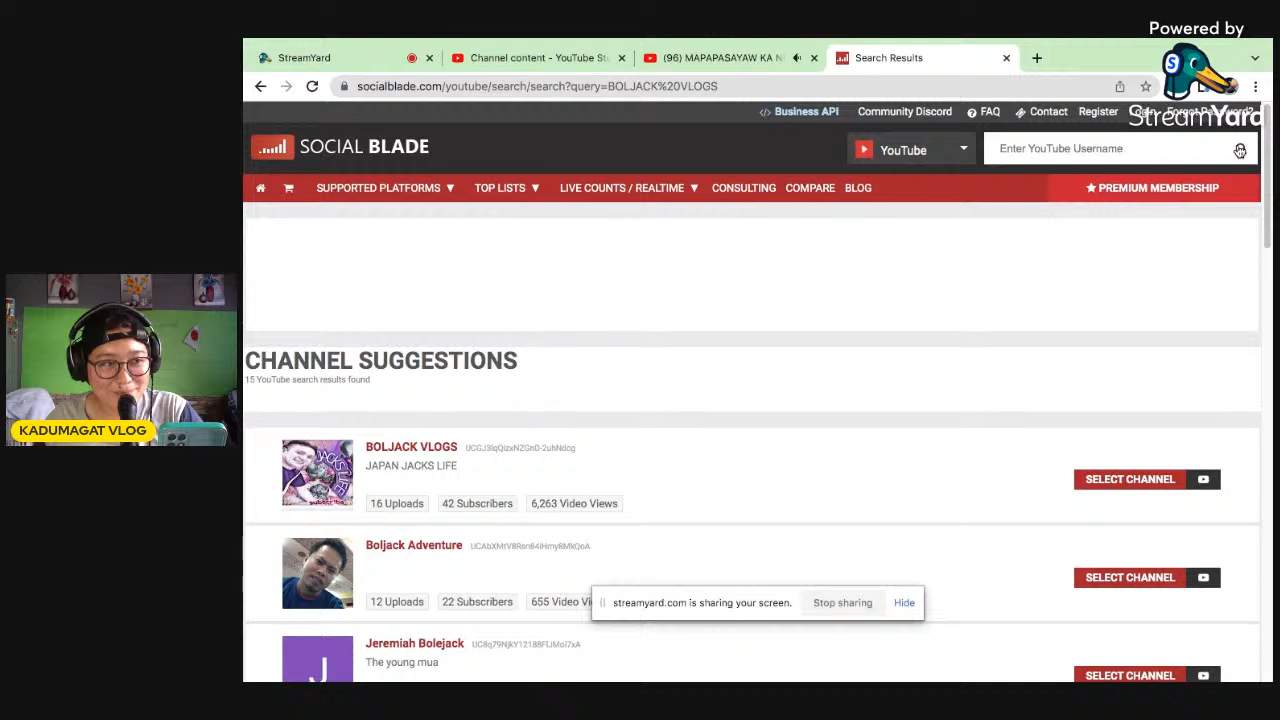 Powered by
StreamYard
StreamYard
Channel content - YouTube Stu
(96) MAPAPASAYAW KA N
Search Results
socialblade.com/youtube/search/search?query=BOLJACK%20VLOGS
Business API
Community Discord
FAQ
Contact
Register
Forgot Password?
SOCIAL BLADE
YouTube
Enter YouTube Username
SUPPORTED PLATFORMS
TOP LISTS
LIVE COUNTS / REALTIME
CONSULTING
COMPARE
BLOG
PREMIUM MEMBERSHIP
CHANNEL SUGGESTIONS
15 YouTube search results found
BOLJACK VLOGS
JAPAN JACKS LIFE
16 Uploads
42 Subscribers
6,263 Video Views
SELECT CHANNEL
Boljack Adventure
12 Uploads
22 Subscribers
655 Video Vi
SELECT CHANNEL
streamyard.com is sharing your screen.
Stop sharing
Hide
Jeremiah Bolejack
The young mua
J
SELECT CHANNEL
KADUMAGAT VLOG